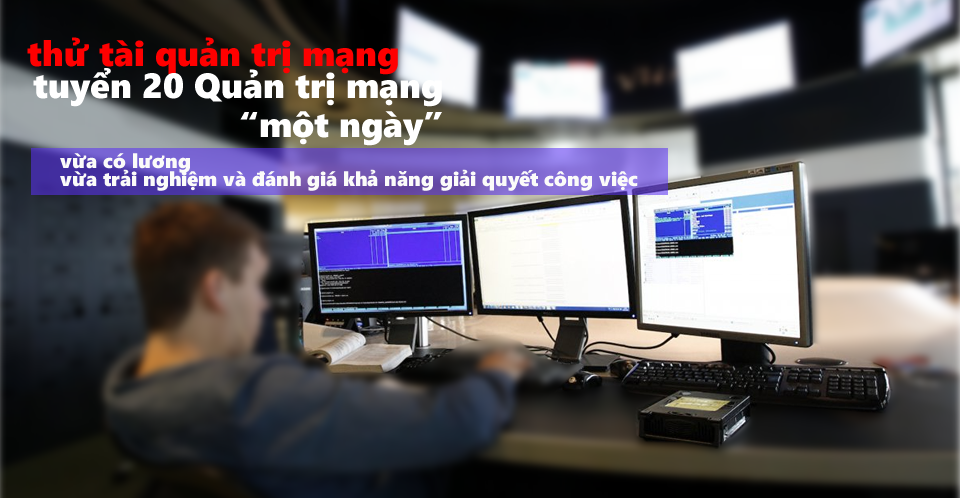 thử tài quản trị mạng
tuyển 20 Quản trị mạng
“một ngày”
vừa có lương
vừa trải nghiệm và đánh giá khả năng giải quyết công việc